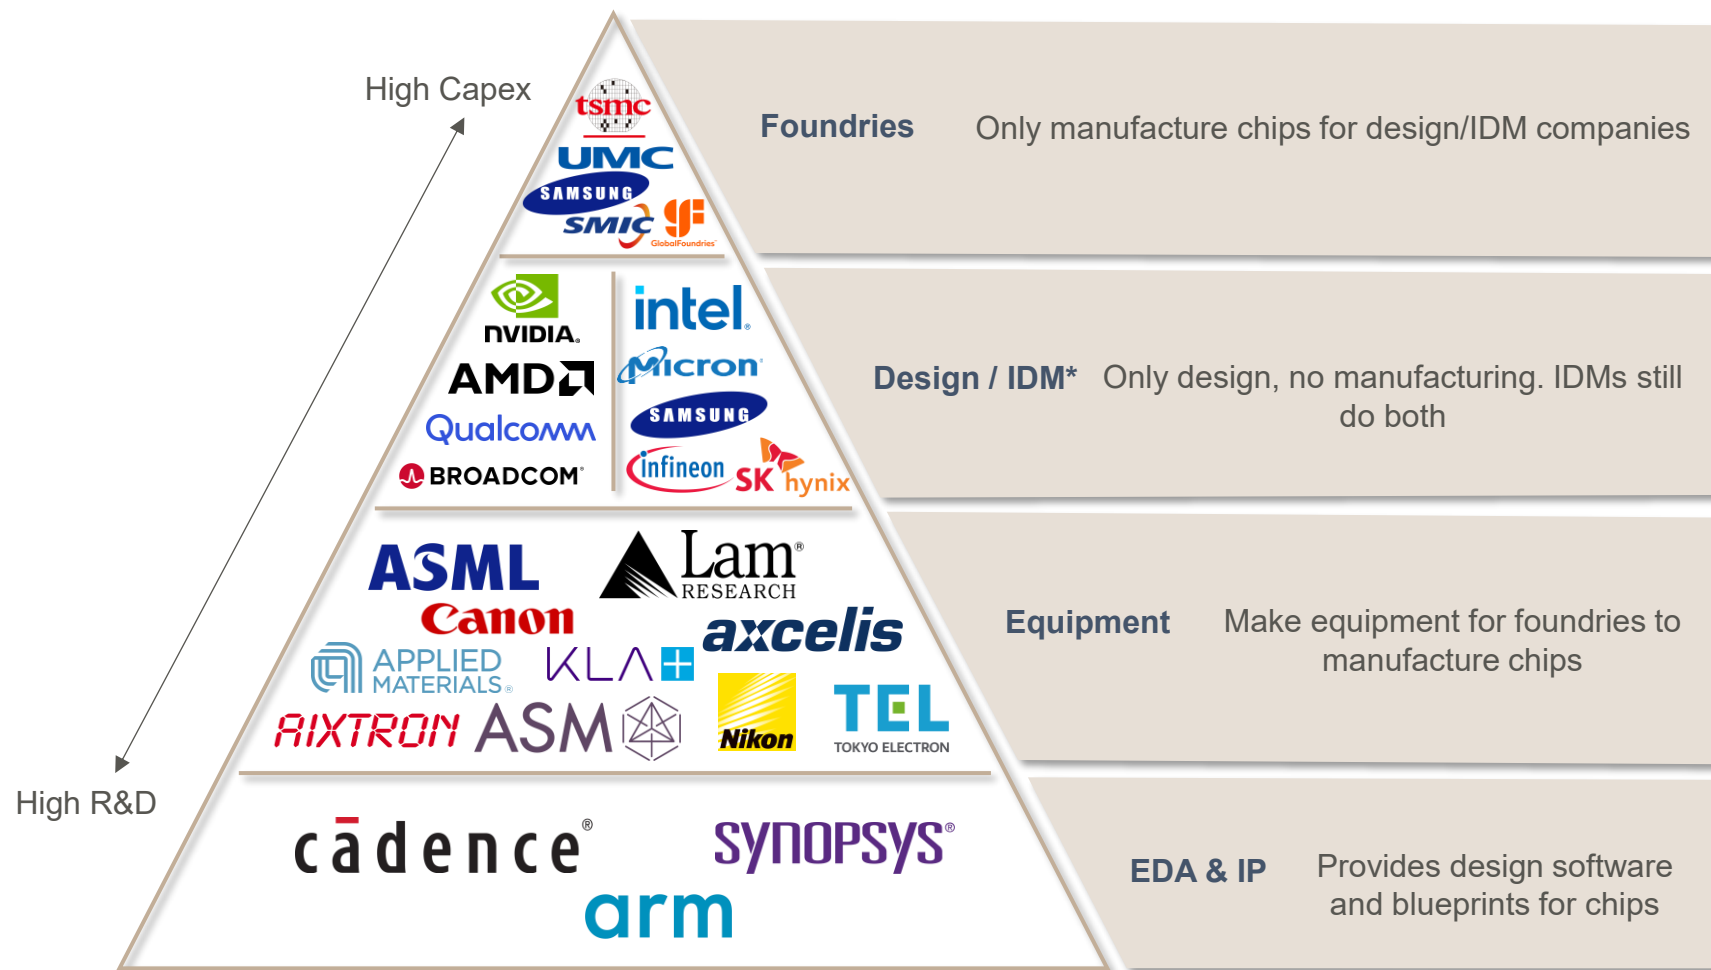 High Capex
tsmc
UMC
SAMSUNG
SMIC
GlobalFoundries
Foundries
Only manufacture chips for design/IDM companies
NVIDIA.
AMD
Qualcomm
BROADCOM®
intel®
Micron
SAMSUNG
infineon
SK hynix
Design / IDM*
Only design, no manufacturing. IDMs still
do both
ASML
Lam®
RESEARCH
Canon
axcelis
APPLIED
MATERIALS®
KLA+
AIXTRON
ASM
Nikon
TEL
TOKYO ELECTRON
Equipment
Make equipment for foundries to
manufacture chips
High R&D
cādence®
SYNOPSYS®
arm
EDA & IP
Provides design software
and blueprints for chips